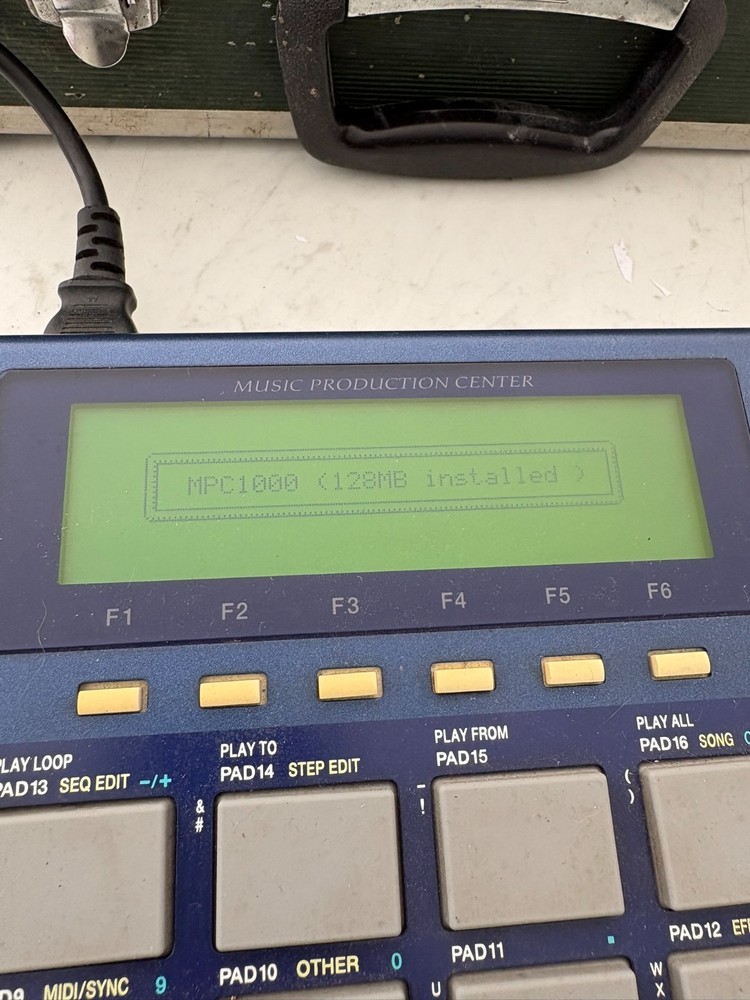 MUSIC PRODUCTION CENTER
MPC1000 (128MB installed )
F1 F2 F3 F4 F5 F6
PLAY LOOP
PAD13 SEQ EDIT -/+
PLAY TO
PAD14 STEP EDIT
PLAY FROM
PAD15
PLAY ALL
PAD16 SONG
&
#
-
!
(
)
MIDI/SYNC 9
PAD10 OTHER 0
PAD11 .
PAD12
U
W
X